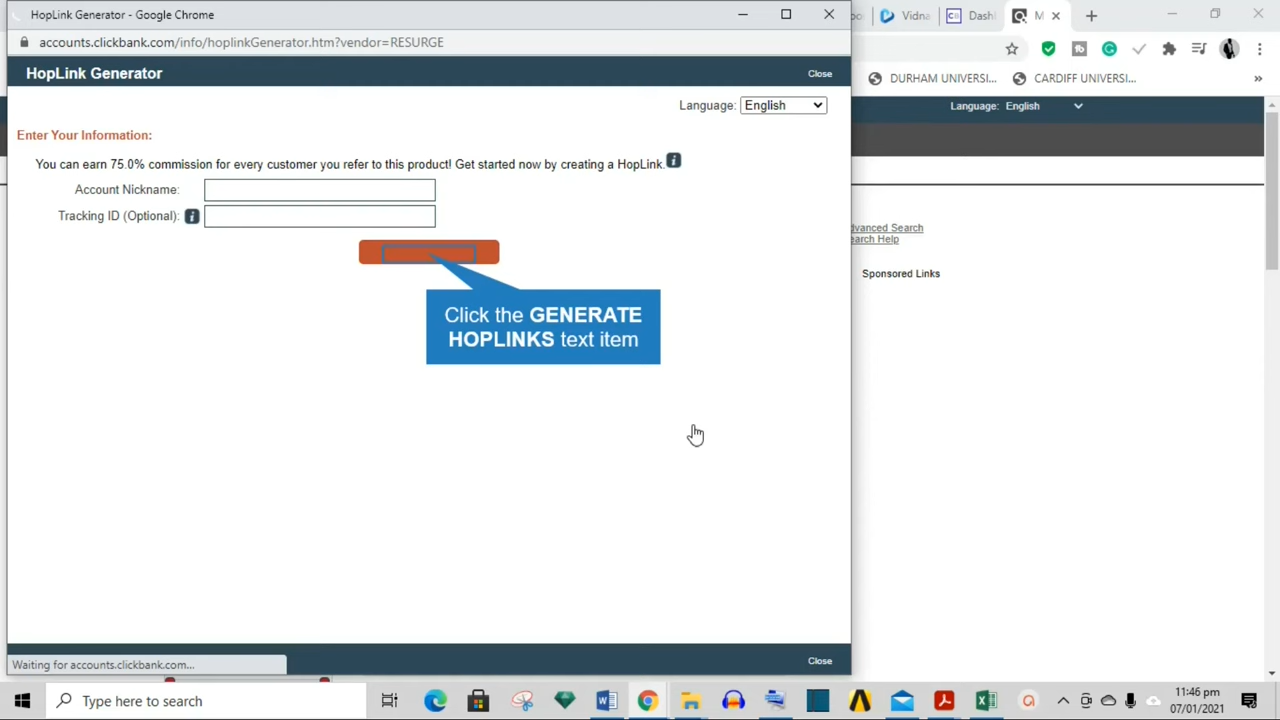 HopLink Generator - Google Chrome
accounts.clickbank.com/info/hoplinkGenerator.htm?vendor=RESURGE
HopLink Generator
Close
Language: English
Enter Your Information:
You can earn 75.0% commission for every customer you refer to this product! Get started now by creating a HopLink.
Account Nickname:
Tracking ID (Optional):
Click the GENERATE
HOPLINKS text item
Waiting for accounts.clickbank.com...
Close
Vidna
Dashl
M
DURHAM UNIVERSI...
CARDIFF UNIVERSI...
Language: English
dvanced Search
earch Help
Sponsored Links
Type here to search
11:46 pm
07/01/2021